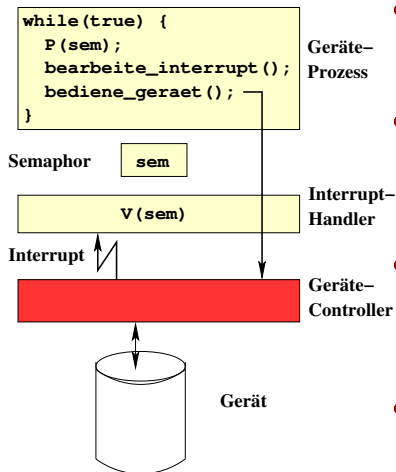 while(true) {
P(sem);
bearbeite_interrupt();
bediene_geraet();
}
Geräte–
Prozess
Semaphor
sem
Interrupt–
Handler
V(sem)
Interrupt
Geräte–
Controller
Gerät